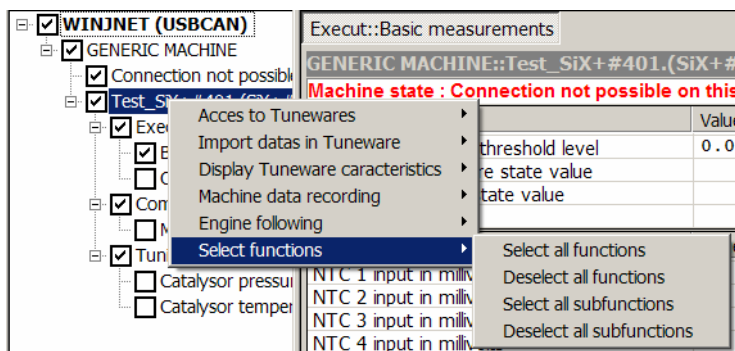 WINJNET (USBCAN)
GENERIC MACHINE
Connection not possible
Test_SiX+#401.(SiX+#
Catalysor pressu
Catalysor temper
Acces to Tunewares
Import datas in Tuneware
Display Tuneware caracteristics
Machine data recording
Engine following
Select functions
Select all functions
Deselect all functions
Select all subfunctions
Deselect all subfunctions
Execut::Basic measurements
GENERIC MACHINE::Test_SiX+#401.(SiX+#
Machine state : Connection not possible on this
Value
threshold level 0.0
re state value
state value
NTC 1 input in milliv
NTC 2 input in milliv
NTC 3 input in milliv
NTC 4 input in